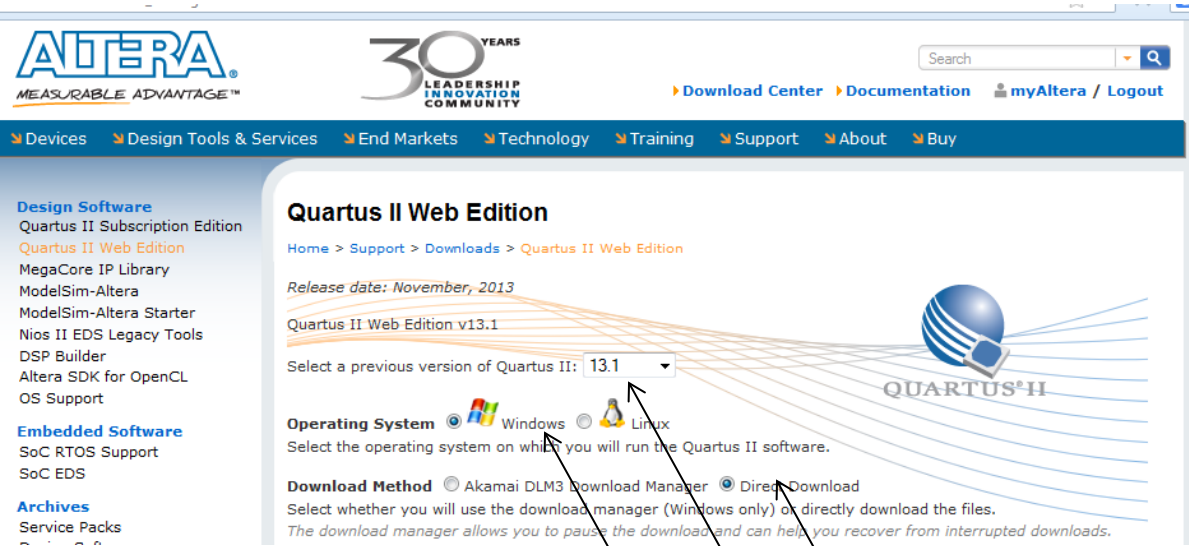 ALTERA®
MEASURABLE ADVANTAGE™
30 YEARS
LEADERSHIP
INNOVATION
COMMUNITY
Search
Download Center Documentation myAltera / Logout
Devices Design Tools & Services End Markets Technology Training Support About Buy
Design Software
Quartus II Subscription Edition
Quartus II Web Edition
MegaCore IP Library
ModelSim-Altera
ModelSim-Altera Starter
Nios II EDS Legacy Tools
DSP Builder
Altera SDK for OpenCL
OS Support
Embedded Software
SoC RTOS Support
SoC EDS
Archives
Service Packs
Quartus II Web Edition
Home > Support > Downloads > Quartus II Web Edition
Release date: November, 2013
Quartus II Web Edition v13.1
Select a previous version of Quartus II: 13.1
QUARTUS® II
Operating System Windows Linux
Select the operating system on which you will run the Quartus II software.
Download Method Akamai DLM3 Download Manager Direct Download
Select whether you will use the download manager (Windows only) or directly download the files.
The download manager allows you to pause the download and can help you recover from interrupted downloads.